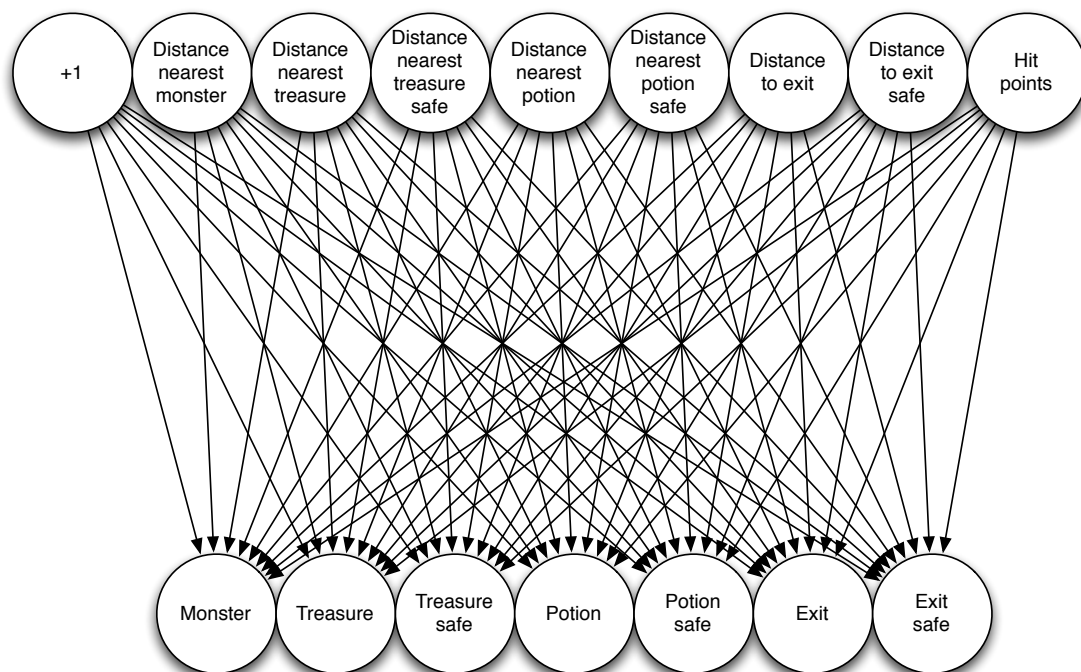 +1
Distance
nearest
monster
Distance
nearest
treasure
Distance
nearest
treasure
safe
Distance
nearest
potion
Distance
nearest
potion
safe
Distance
to exit
Distance
to exit
safe
Hit
points
Monster
Treasure
Treasure
safe
Potion
Potion
safe
Exit
Exit
safe